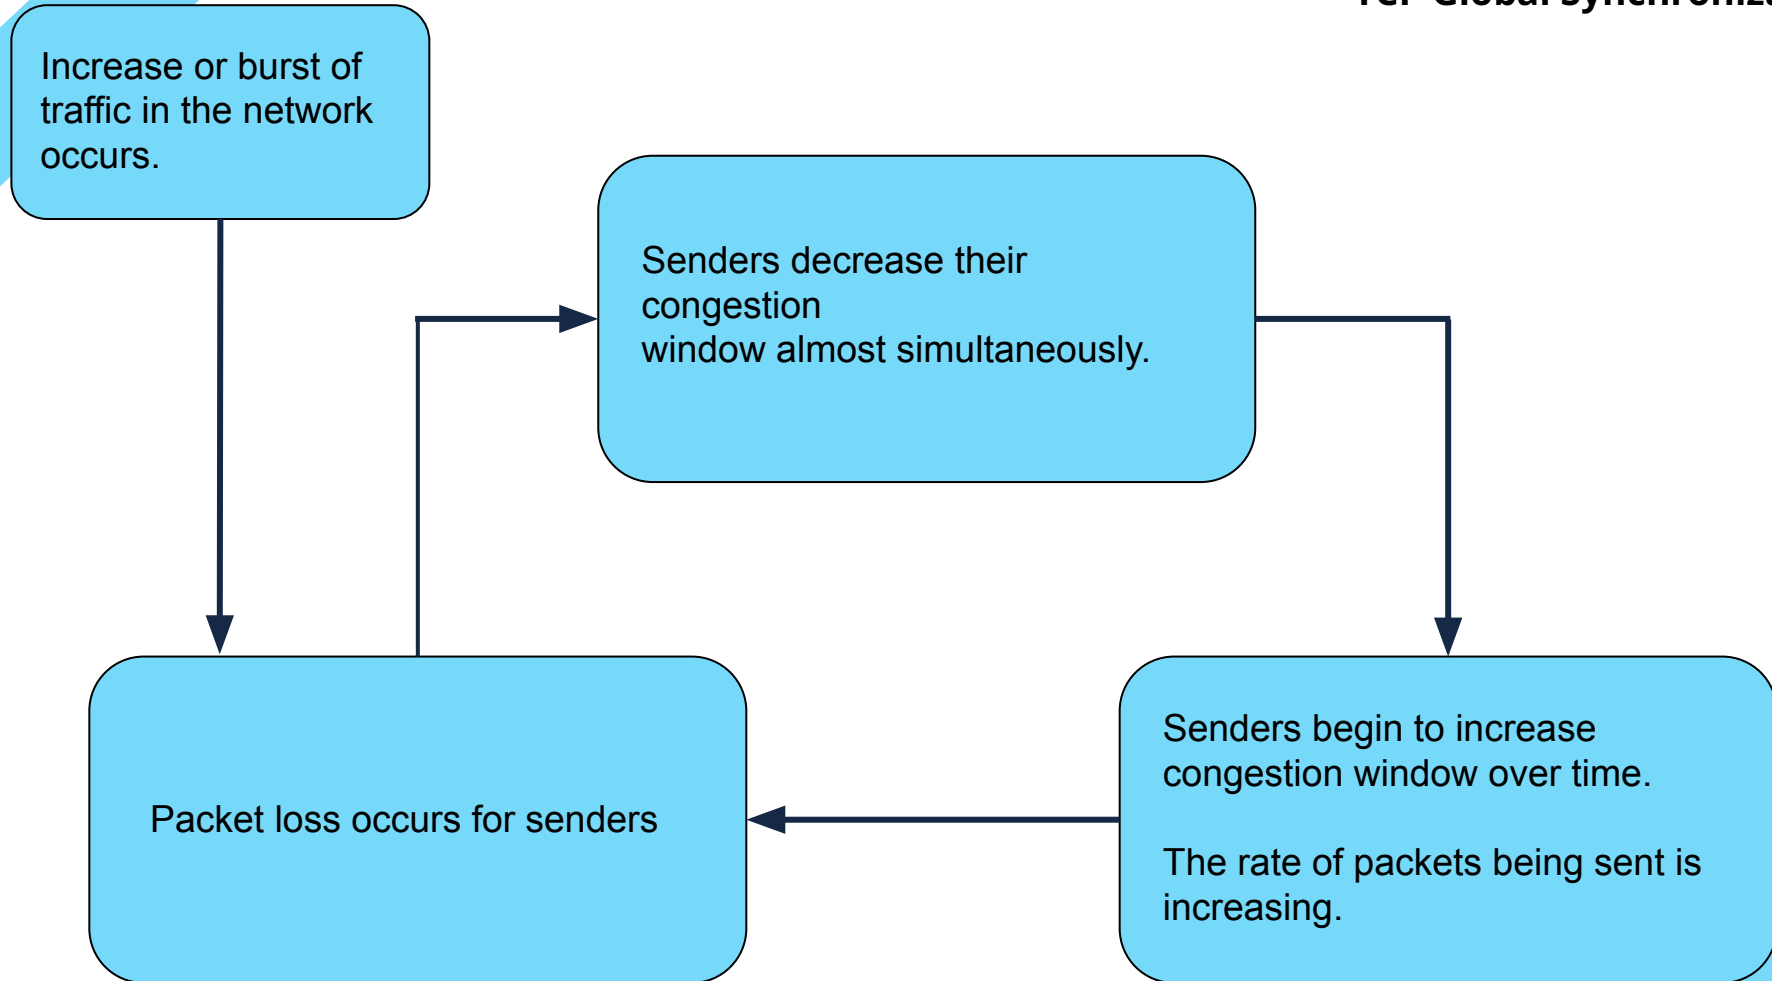 Increase or burst of
traffic in the network
occurs.
Senders decrease their
congestion
window almost simultaneously.
Packet loss occurs for senders
Senders begin to increase
congestion window over time.
The rate of packets being sent is
increasing.